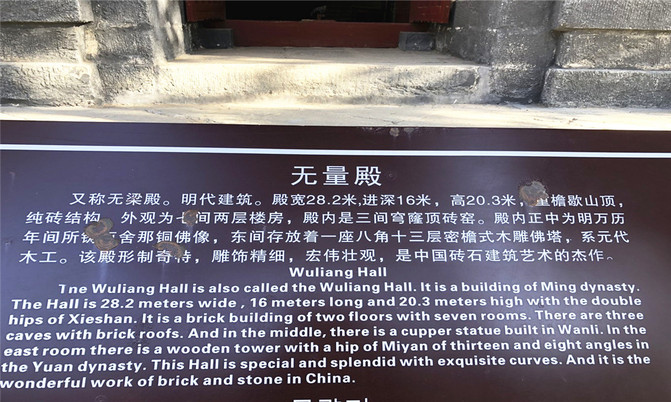 无量殿
又称无梁殿。明代建筑。殿宽28.2米,进深16米，高20.3米，重檐歇山顶，
纯砖结构。外观为七间两层楼房，殿内是三间穹窿顶砖窑。殿内正中为明万历
年间所铸 舍那铜佛像，东间存放着一座八角十三层密檐式木雕佛塔，系元代
木工。该殿形制奇特，雕饰精细，宏伟壮观，是中国砖石建筑艺术的杰作。
Wuliang Hall
The Wuliang Hall is also called the Wuliang Hall. It is a building of Ming dynasty.
The Hall is 28.2 meters wide , 16 meters long and 20.3 meters high with the double
hips of Xieshan. It is a brick building of two floors with seven rooms. There are three
caves with brick roofs. And in the middle, there is a cupper statue built in Wanli. In the
east room there is a wooden tower with a hip of Miyan of thirteen and eight angles in
the Yuan dynasty. This Hall is special and splendid with exquisite curves. And it is the
wonderful work of brick and stone in China.